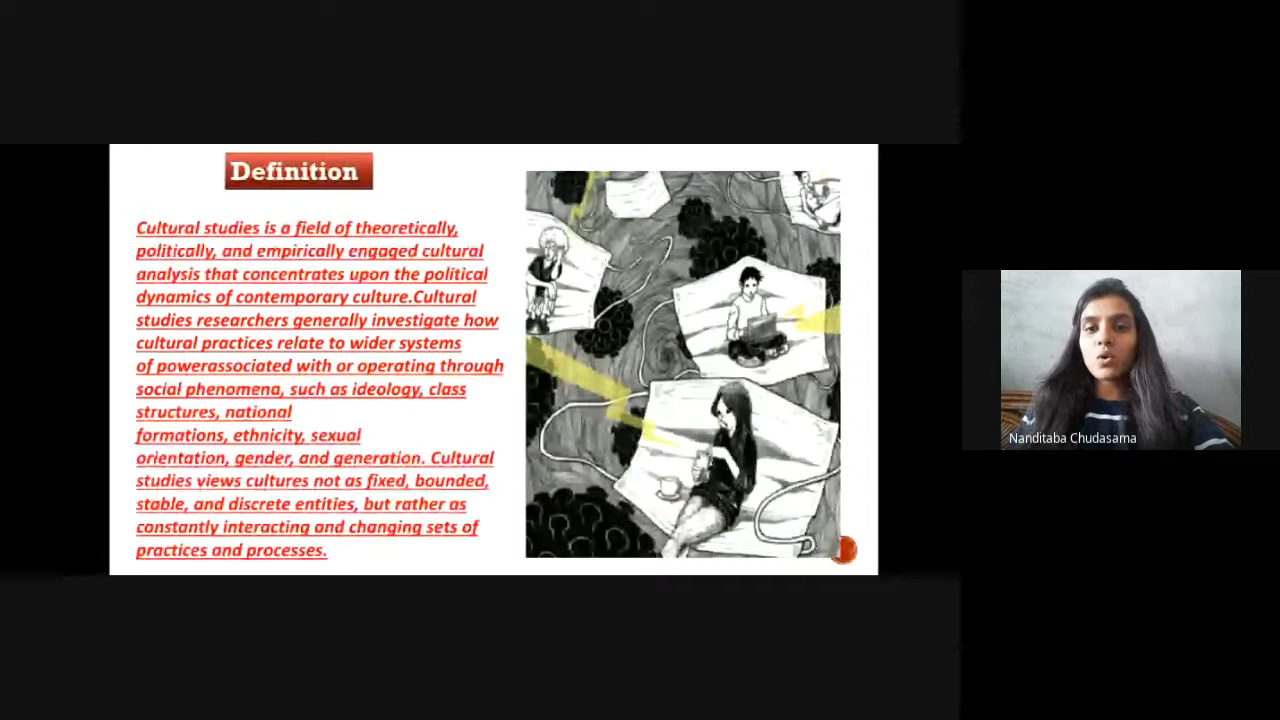 Definition
Cultural studies is a field of theoretically,
politically, and empirically engaged cultural
analysis that concentrates upon the political
dynamics of contemporary culture.Cultural
studies researchers generally investigate how
cultural practices relate to wider systems
of powerassociated with or operating through
social phenomena, such as ideology, class
structures, national
formations, ethnicity, sexual
orientation, gender, and generation. Cultural
studies views cultures not as fixed, bounded,
stable, and discrete entities, but rather as
constantly interacting and changing sets of
practices and processes.
Nanditaba Chudasama